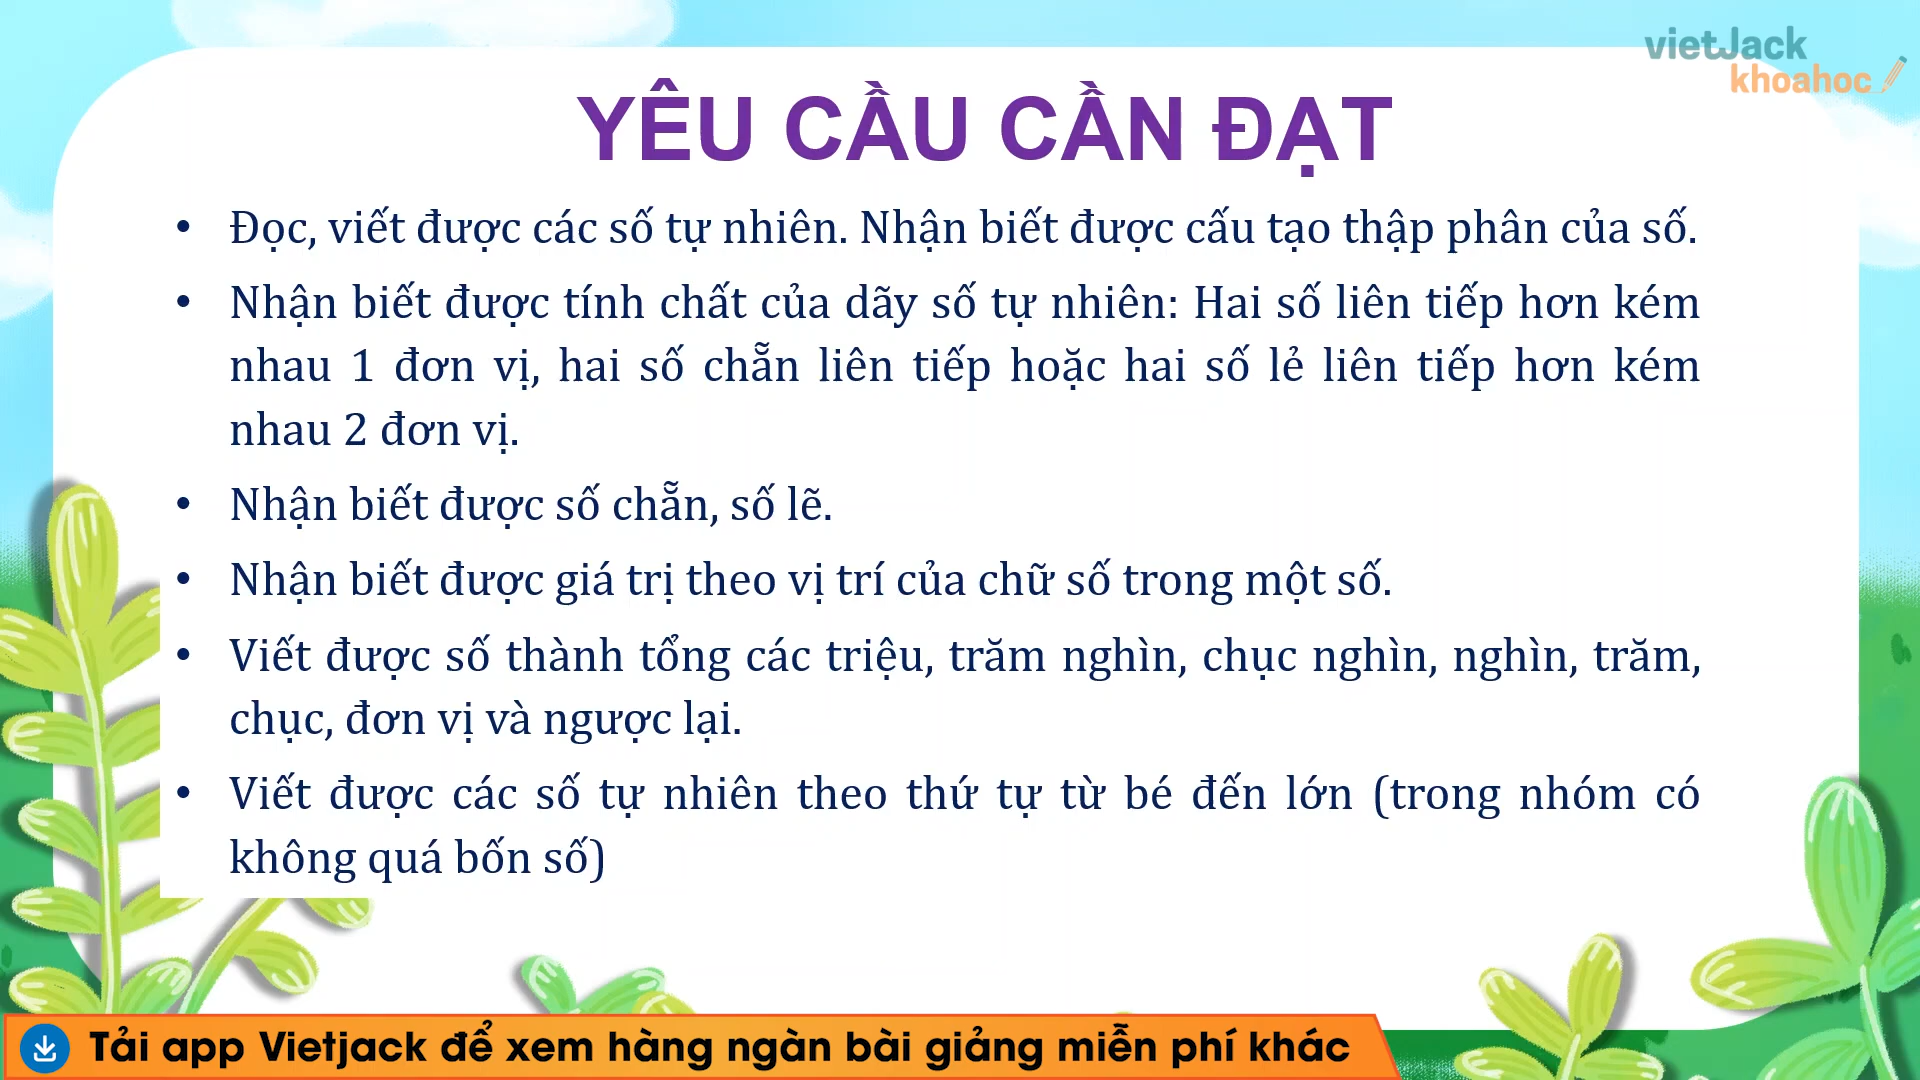 vietJack
khoahoc
YÊU CẦU CẦN ĐẠT
• Đọc, viết được các số tự nhiên. Nhận biết được cấu tạo thập phân của số.
• Nhận biết được tính chất của dãy số tự nhiên: Hai số liên tiếp hơn kém
nhau 1 đơn vị, hai số chẵn liên tiếp hoặc hai số lẻ liên tiếp hơn kém
nhau 2 đơn vị.
• Nhận biết được số chẵn, số lẽ.
• Nhận biết được giá trị theo vị trí của chữ số trong một số.
• Viết được số thành tổng các triệu, trăm nghìn, chục nghìn, nghìn, trăm,
chục, đơn vị và ngược lại.
• Viết được các số tự nhiên theo thứ tự từ bé đến lớn (trong nhóm có
không quá bốn số)
Tải app Vietjack để xem hàng ngàn bài giảng miễn phí khác